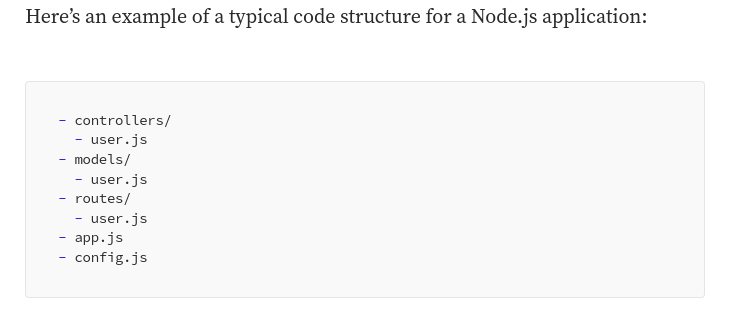 Here’s an example of a typical code structure for a Node.js application:
- controllers/
  - user.js
- models/
  - user.js
- routes/
  - user.js
- app.js
- config.js